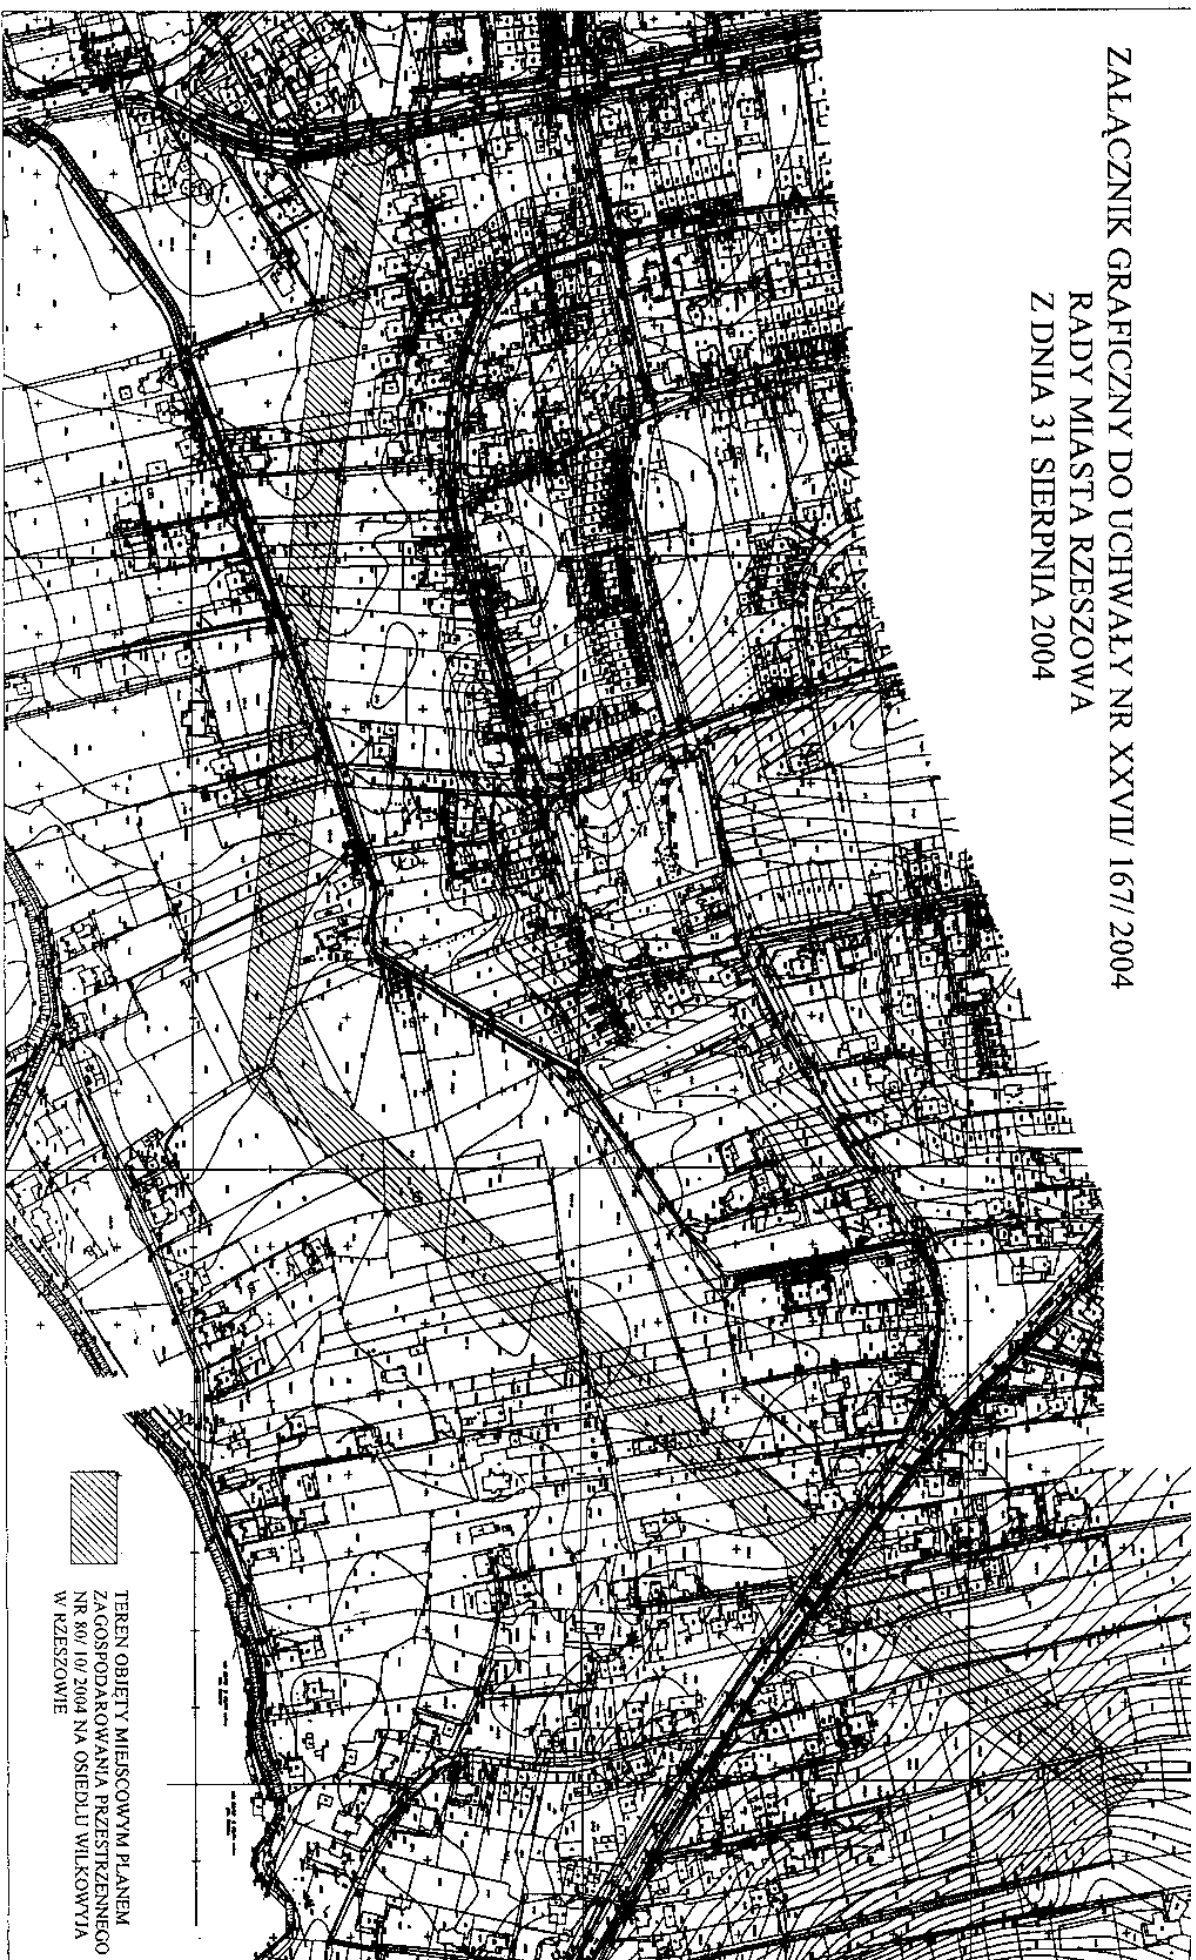 ZAŁĄCZNIK GRAFICZNY DO UCHWAŁY NR XXVII/ 167/ 2004
RADY MIASTA RZESZOWA
Z DNIA 31 SIERPNIA 2004
TEREN OBJĘTY MIEJSCOWYM PLANEM
ZAGOSPODAROWANIA PRZESTRZENNEGO
NR 80/ 10/ 2004 NA OSIEDLU WILKOWYJA
W RZESZOWIE